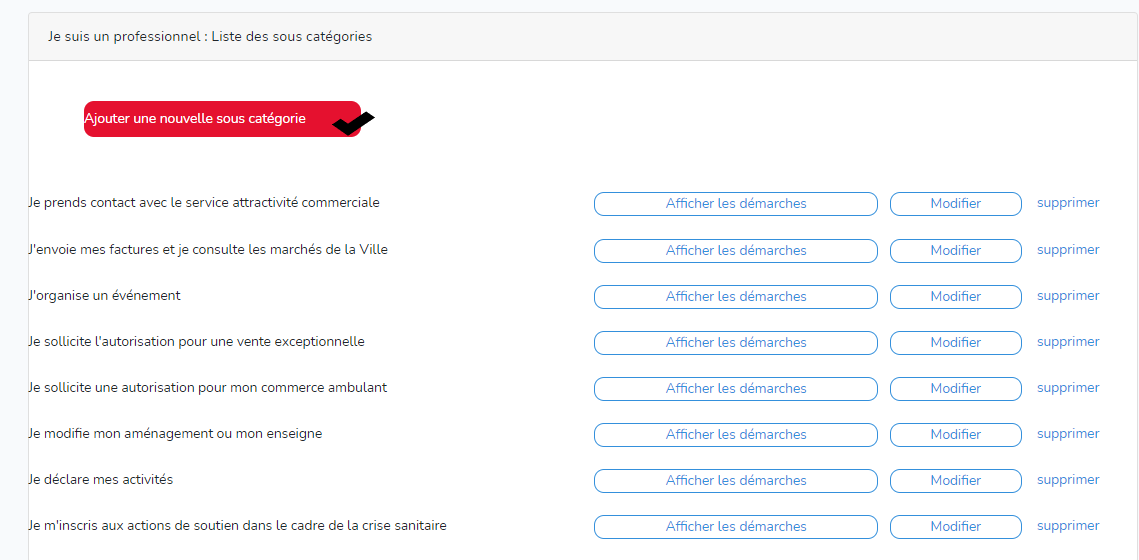 Je suis un professionnel : Liste des sous catégories
Ajouter une nouvelle sous catégorie
Je prends contact avec le service attractivité commerciale Afficher les démarches Modifier supprimer
J'envoie mes factures et je consulte les marchés de la Ville Afficher les démarches Modifier supprimer
J'organise un événement Afficher les démarches Modifier supprimer
Je sollicite l'autorisation pour une vente exceptionnelle Afficher les démarches Modifier supprimer
Je sollicite une autorisation pour mon commerce ambulant Afficher les démarches Modifier supprimer
Je modifie mon aménagement ou mon enseigne Afficher les démarches Modifier supprimer
Je déclare mes activités Afficher les démarches Modifier supprimer
Je m'inscris aux actions de soutien dans le cadre de la crise sanitaire Afficher les démarches Modifier supprimer